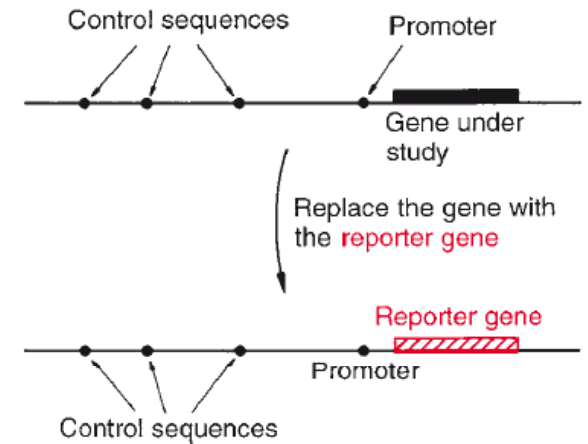 Control sequences
Promoter
Gene under
study
Replace the gene with
the reporter gene
Reporter gene
Promoter
Control sequences